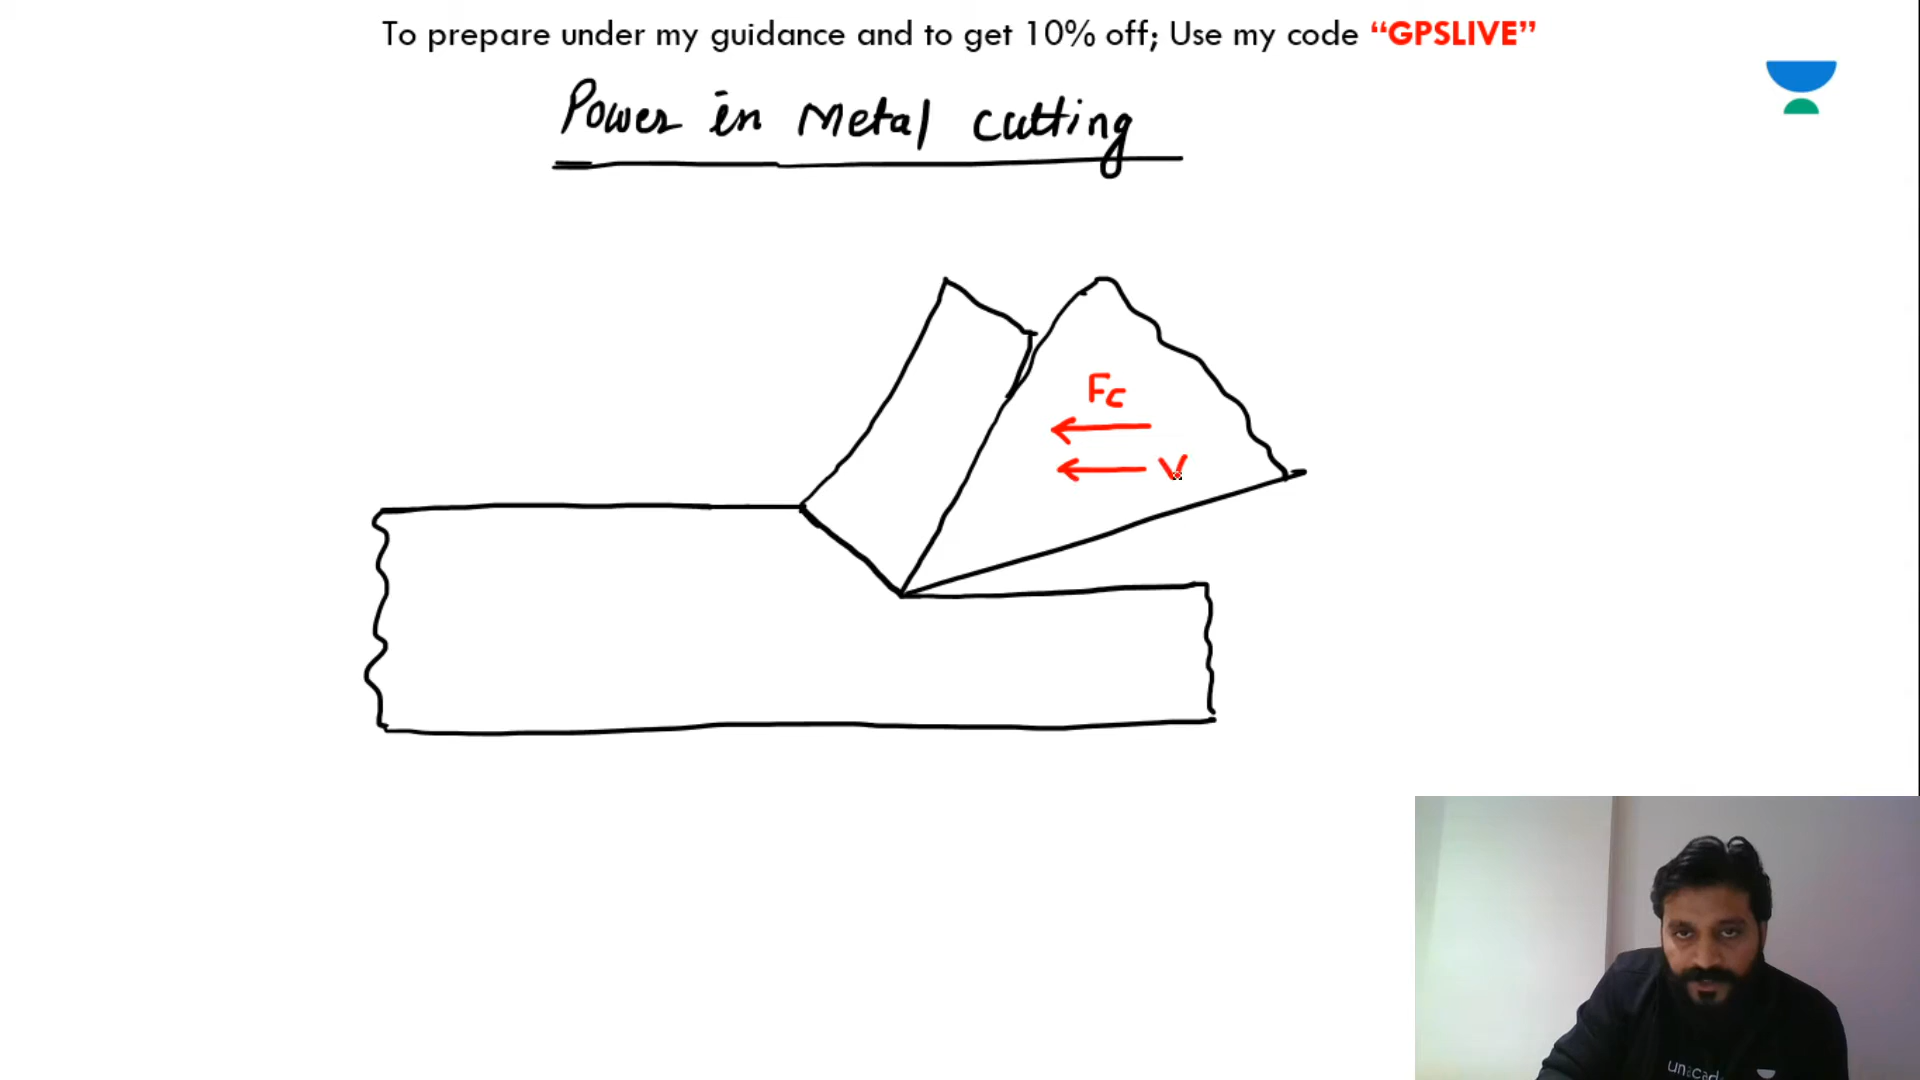 To prepare under my guidance and to get 10% off; Use my code “GPSLIVE”
Power in Metal cutting
Fc
V
unacad